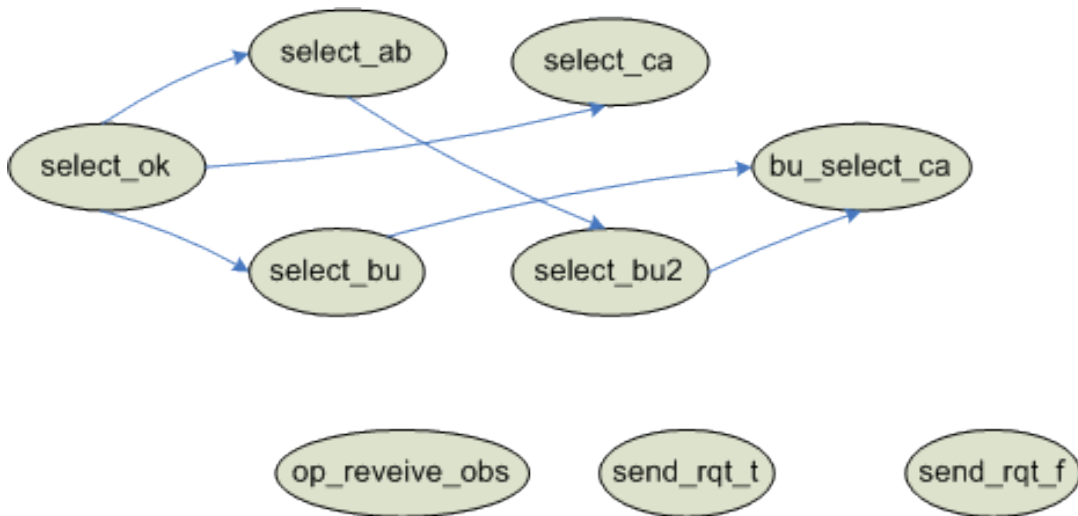 select_ab
select_ca
select_ok
bu_select_ca
select_bu
select_bu2
op_reveive_obs
send_rqt_t
send_rqt_f